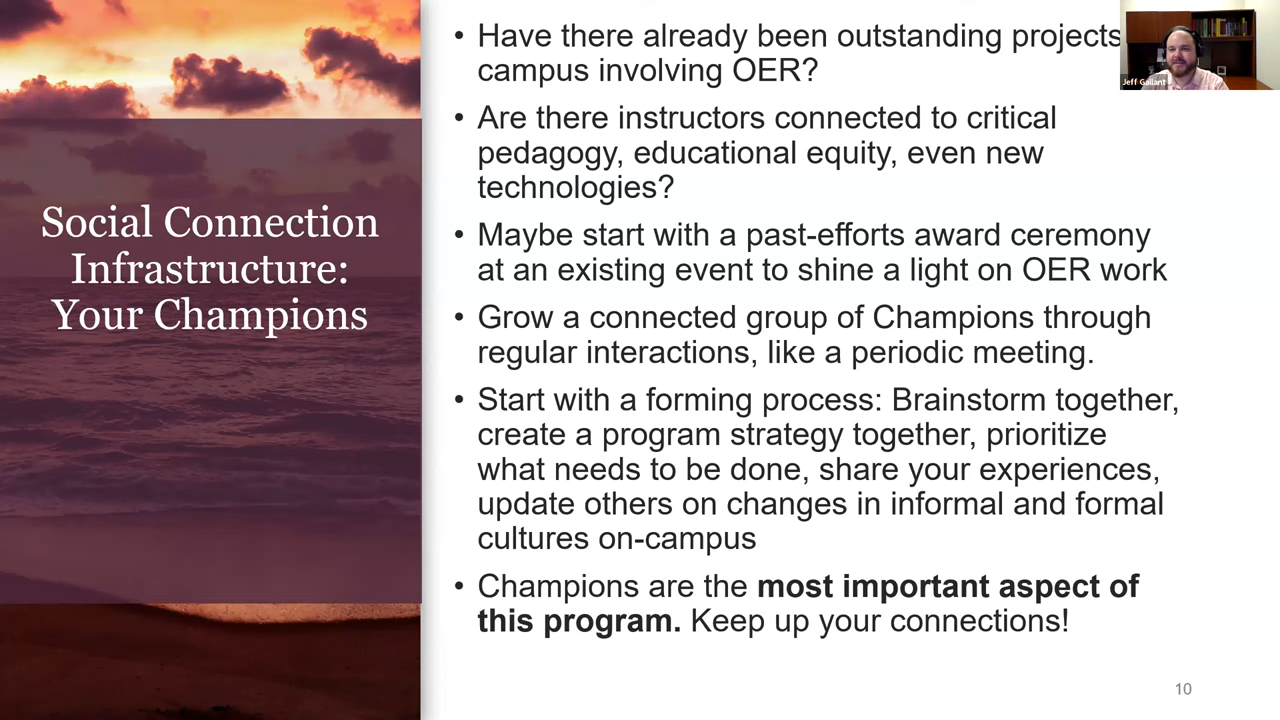 Social Connection
Infrastructure:
Your Champions
• Have there already been outstanding projects
campus involving OER?
• Are there instructors connected to critical
pedagogy, educational equity, even new
technologies?
• Maybe start with a past-efforts award ceremony
at an existing event to shine a light on OER work
• Grow a connected group of Champions through
regular interactions, like a periodic meeting.
• Start with a forming process: Brainstorm together,
create a program strategy together, prioritize
what needs to be done, share your experiences,
update others on changes in informal and formal
cultures on-campus
• Champions are the most important aspect of
this program. Keep up your connections!
Jeff Gallant
10